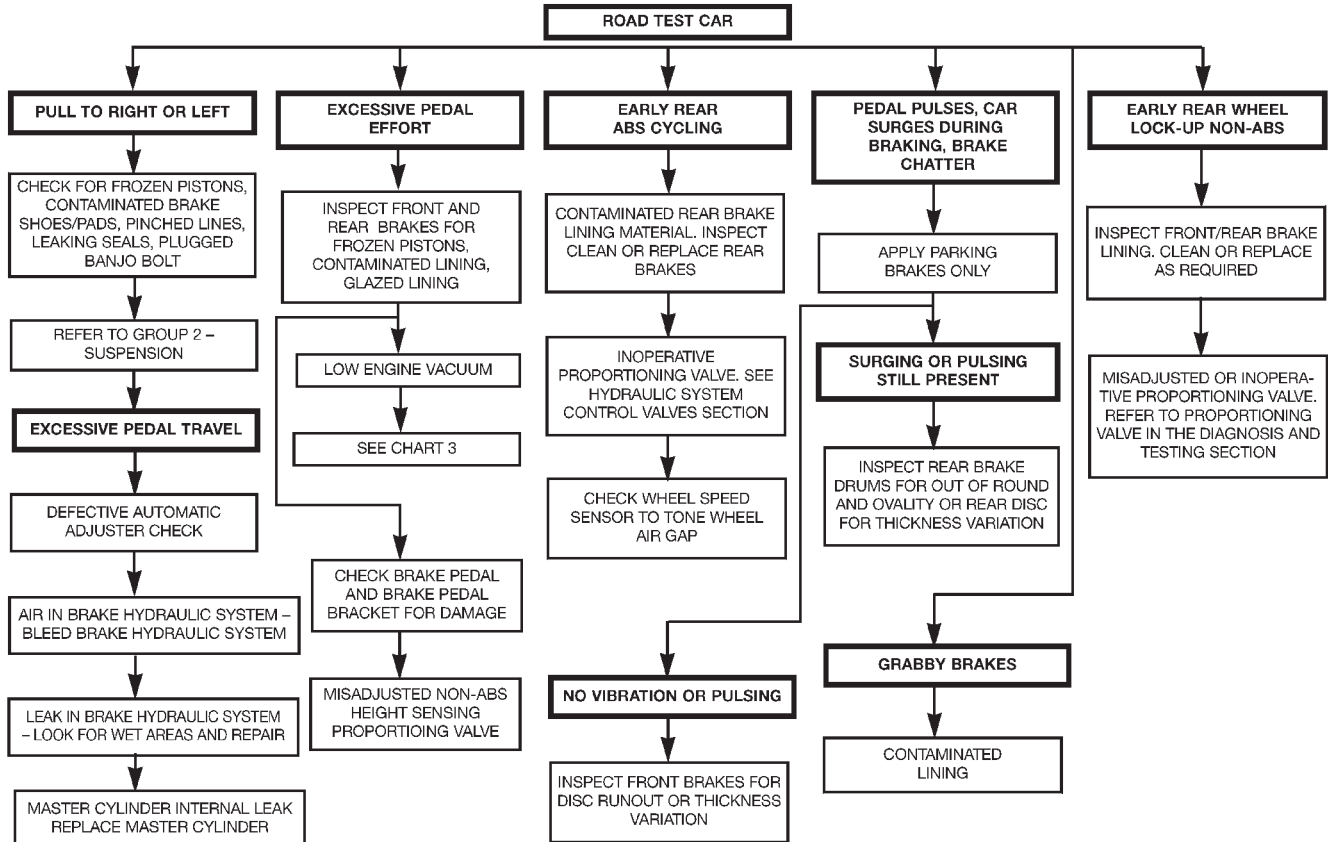 ROAD TEST CAR
PULL TO RIGHT OR LEFT
CHECK FOR FROZEN PISTONS,
CONTAMINATED BRAKE
SHOES/PADS, PINCHED LINES,
LEAKING SEALS, PLUGGED
BANJO BOLT
REFER TO GROUP 2 –
SUSPENSION
EXCESSIVE PEDAL TRAVEL
DEFECTIVE AUTOMATIC
ADJUSTER CHECK
AIR IN BRAKE HYDRAULIC SYSTEM –
BLEED BRAKE HYDRAULIC SYSTEM
LEAK IN BRAKE HYDRAULIC SYSTEM
– LOOK FOR WET AREAS AND REPAIR
MASTER CYLINDER INTERNAL LEAK
REPLACE MASTER CYLINDER
EXCESSIVE PEDAL
EFFORT
INSPECT FRONT AND
REAR BRAKES FOR
FROZEN PISTONS,
CONTAMINATED LINING,
GLAZED LINING
LOW ENGINE VACUUM
SEE CHART 3
CHECK BRAKE PEDAL
AND BRAKE PEDAL
BRACKET FOR DAMAGE
MISADJUSTED NON-ABS
HEIGHT SENSING
PROPORTIOING VALVE
EARLY REAR
ABS CYCLING
CONTAMINATED REAR BRAKE
LINING MATERIAL. INSPECT
CLEAN OR REPLACE REAR
BRAKES
INOPERATIVE
PROPORTIONING VALVE. SEE
HYDRAULIC SYSTEM
CONTROL VALVES SECTION
CHECK WHEEL SPEED
SENSOR TO TONE WHEEL
AIR GAP
PEDAL PULSES, CAR
SURGES DURING
BRAKING, BRAKE
CHATTER
APPLY PARKING
BRAKES ONLY
SURGING OR PULSING
STILL PRESENT
INSPECT REAR BRAKE
DRUMS FOR OUT OF ROUND
AND OVALITY OR REAR DISC
FOR THICKNESS VARIATION
NO VIBRATION OR PULSING
INSPECT FRONT BRAKES FOR
DISC RUNOUT OR THICKNESS
VARIATION
GRABBY BRAKES
CONTAMINATED
LINING
EARLY REAR WHEEL
LOCK-UP NON-ABS
INSPECT FRONT/REAR BRAKE
LINING. CLEAN OR REPLACE
AS REQUIRED
MISADJUSTED OR INOPERA-
TIVE PROPORTIONING VALVE.
REFER TO PROPORTIONING
VALVE IN THE DIAGNOSIS AND
TESTING SECTION